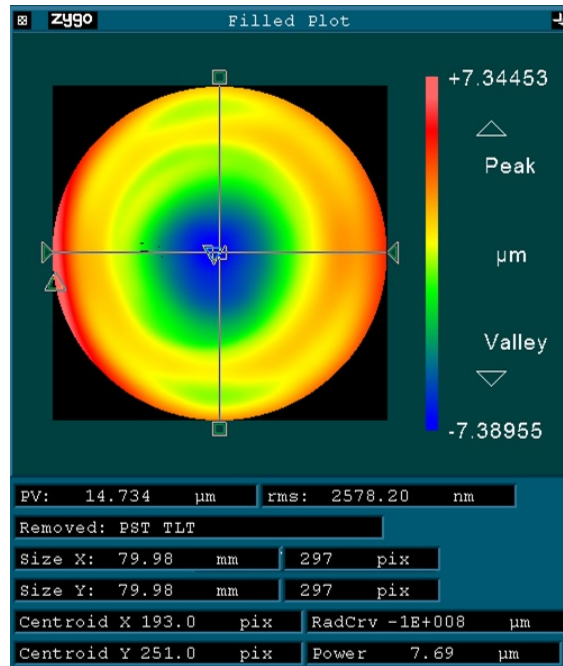 zygo Filled Plot
+7.34453
Peak
µm
Valley
-7.38955
PV: 14.734 µm rms: 2578.20 nm
Removed: PST TLT
Size X: 79.98 mm 297 pix
Size Y: 79.98 mm 297 pix
Centroid X 193.0 pix RadCrv -1E+008 µm
Centroid Y 251.0 pix Power 7.69 µm